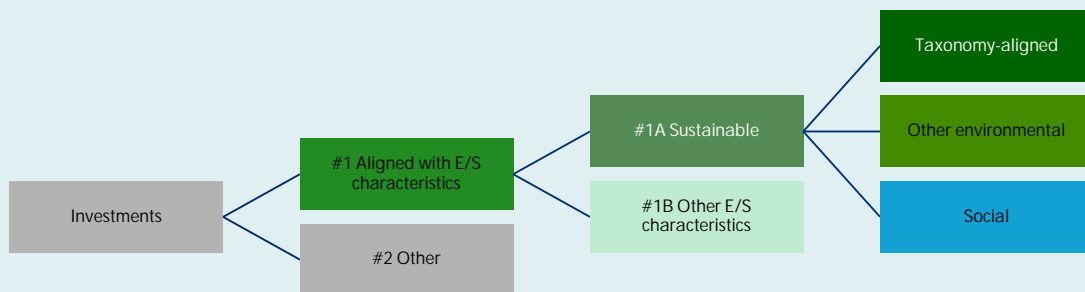 Investments
#1 Aligned with E/S
characteristics
#2 Other
#1A Sustainable
#1B Other E/S
characteristics
Taxonomy-aligned
Other environmental
Social